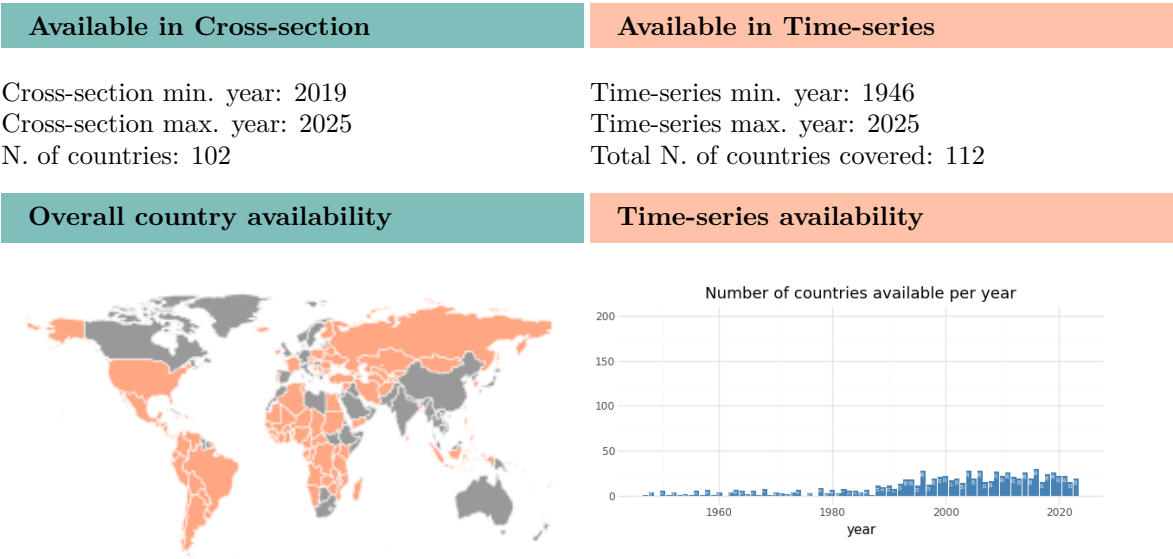 Available in Cross-section
Available in Time-series
Cross-section min. year: 2019
Cross-section max. year: 2025
N. of countries: 102
Time-series min. year: 1946
Time-series max. year: 2025
Total N. of countries covered: 112
Overall country availability
Time-series availability
Number of countries available per year
200
150
100
50
0
1960
1980
2000
2020
year